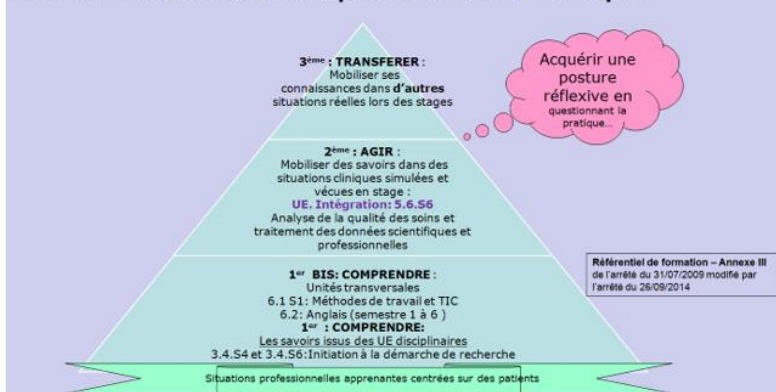 3ème : TRANSFERER :
Mobiliser ses
connaissances dans d'autres
situations réelles lors des stages
Acquérir une
posture
réflexive en
questionnant la
pratique...
2ème : AGIR :
Mobiliser des savoirs dans des
situations cliniques simulées et
vécues en stage :
UE. Intégration: 5.6.S6
Analyse de la qualité des soins et
traitement des données scientifiques et
professionnelles
Référentiel de formation – Annexe III
de l'arrêté du 31/07/2009 modifié par
l'arrêté du 26/09/2014
1er BIS: COMPRENDRE :
Unités transversales
6.1 S1: Méthodes de travail et TIC
6.2: Anglais (semestre 1 à 6 )
1er : COMPRENDRE:
Les savoirs issus des UE disciplinaires
3.4.S4 et 3.4.S6:Initiation à la démarche de recherche
Situations professionnelles apprenantes centrées sur des patients